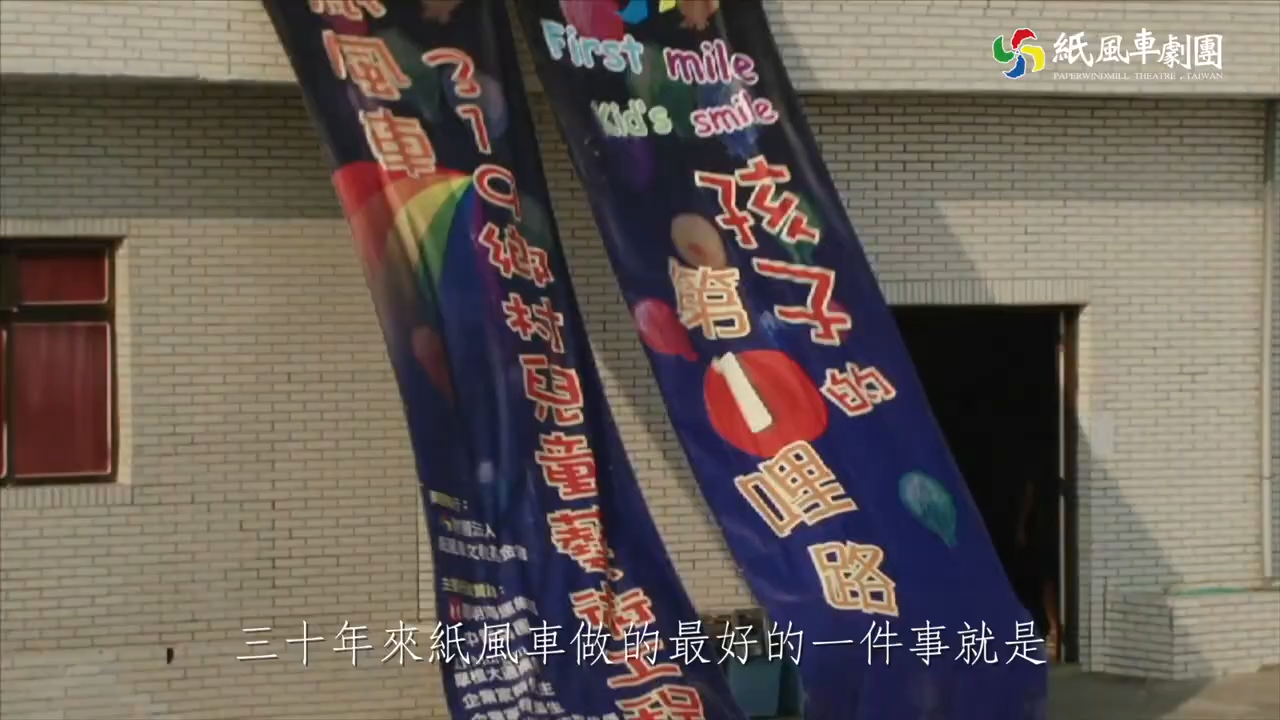 紙風車劇團
PAPERWINDMILL THEATRE, TAIWAN
風車
319鄉村兒童藝術工程
First mile
Kid's smile
孩子的
第1哩路
三十年來紙風車做的最好的一件事就是